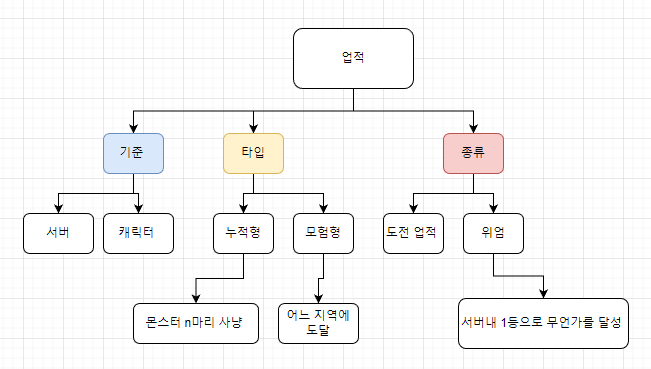 업적
기준
타입
종류
서버
캐릭터
누적형
모험형
도전 업적
위업
몬스터 n마리 사냥
어느 지역에
도달
서버내 1등으로 무언가를 달성